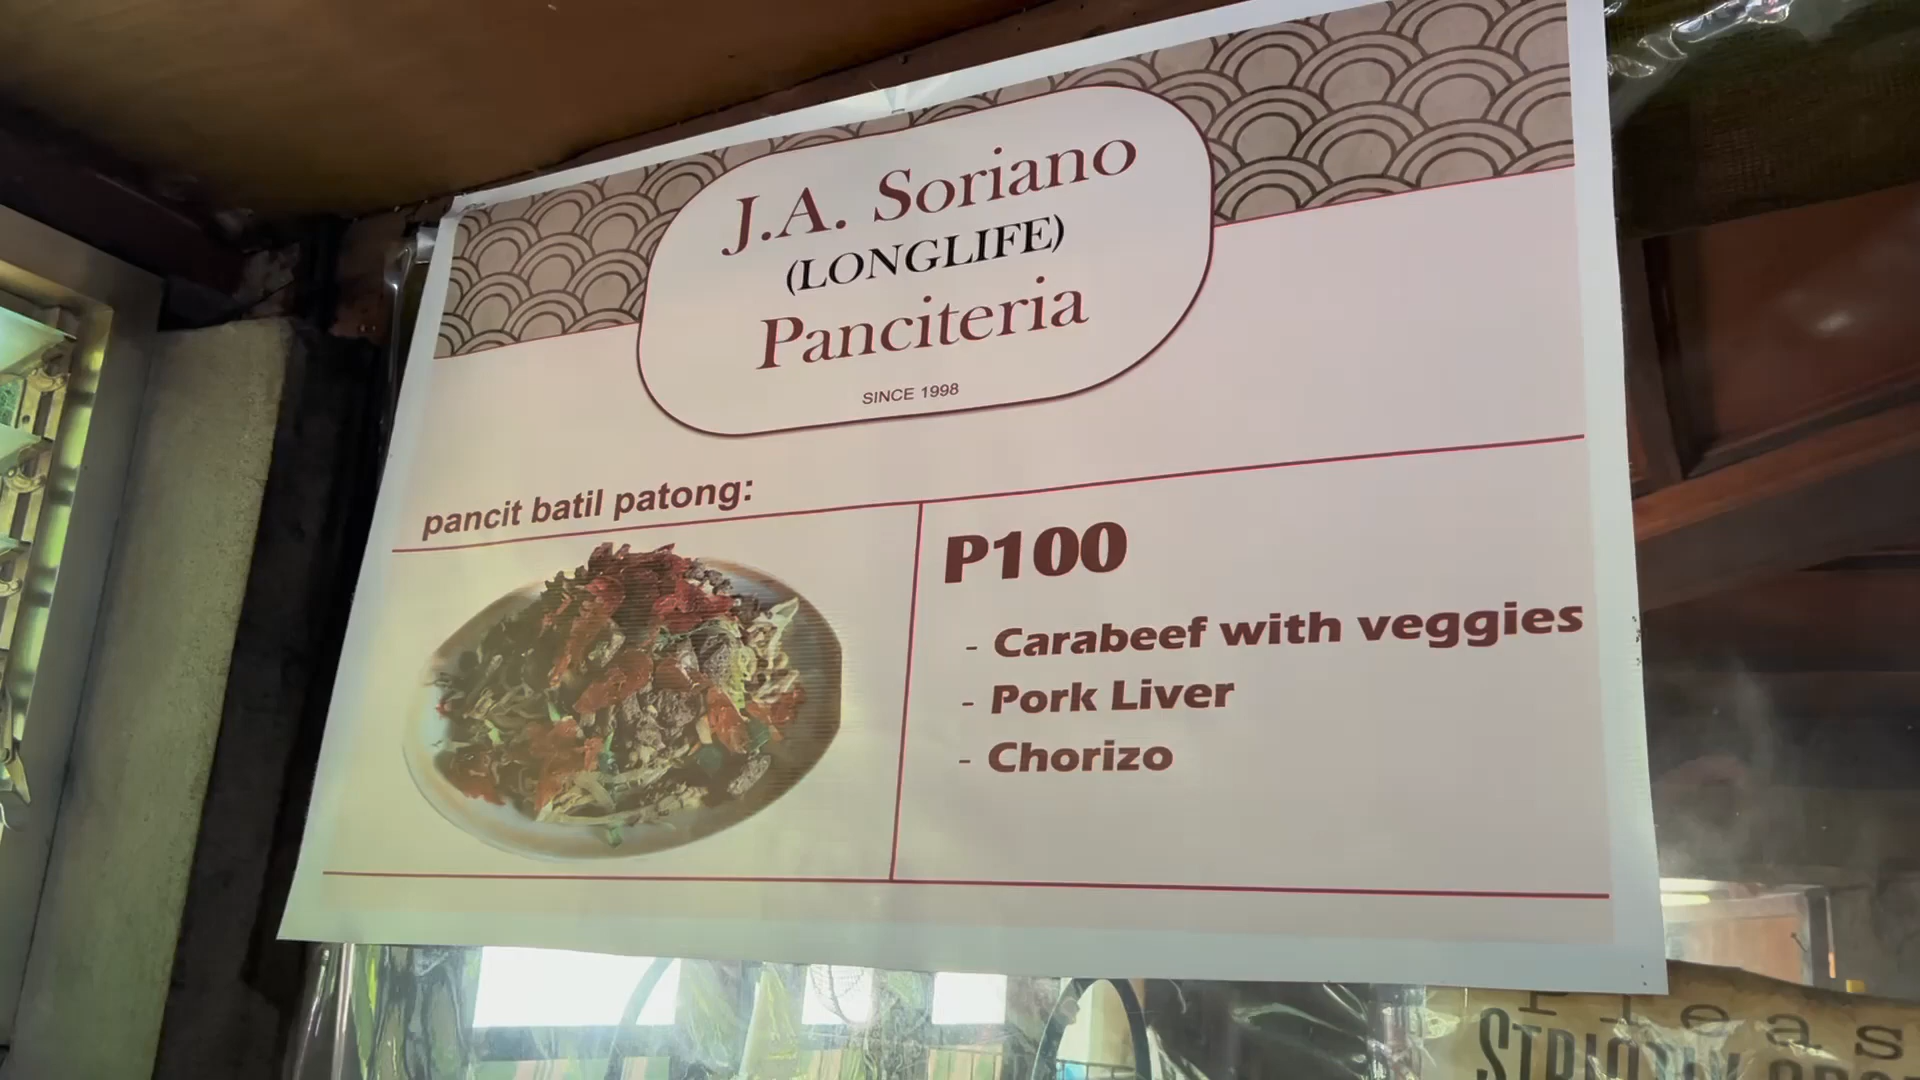 J.A. Soriano
(LONGLIFE)
Panciteria
SINCE 1998
pancit batil patong:
P100
- Carabeef with veggies
- Pork Liver
- Chorizo